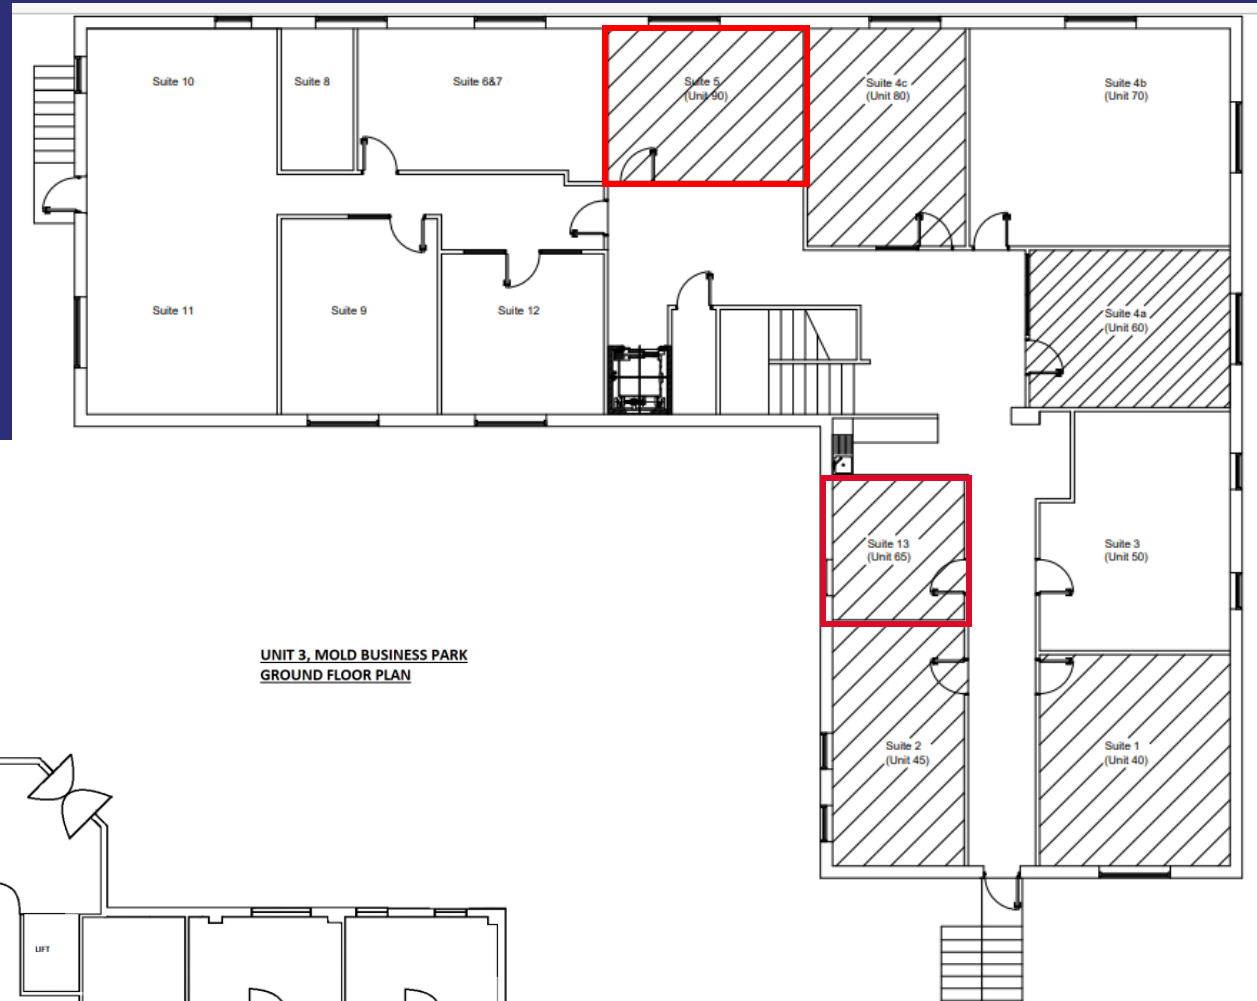 Suite 10
Suite 8
Suite 6&7
Suite 5
(Unit 90)
Suite 4c
(Unit 80)
Suite 4b
(Unit 70)
Suite 11
Suite 9
Suite 12
Suite 4a
(Unit 60)
Suite 13
(Unit 65)
Suite 3
(Unit 50)
UNIT 3, MOLD BUSINESS PARK
GROUND FLOOR PLAN
Suite 2
(Unit 45)
Suite 1
(Unit 40)
LIFT